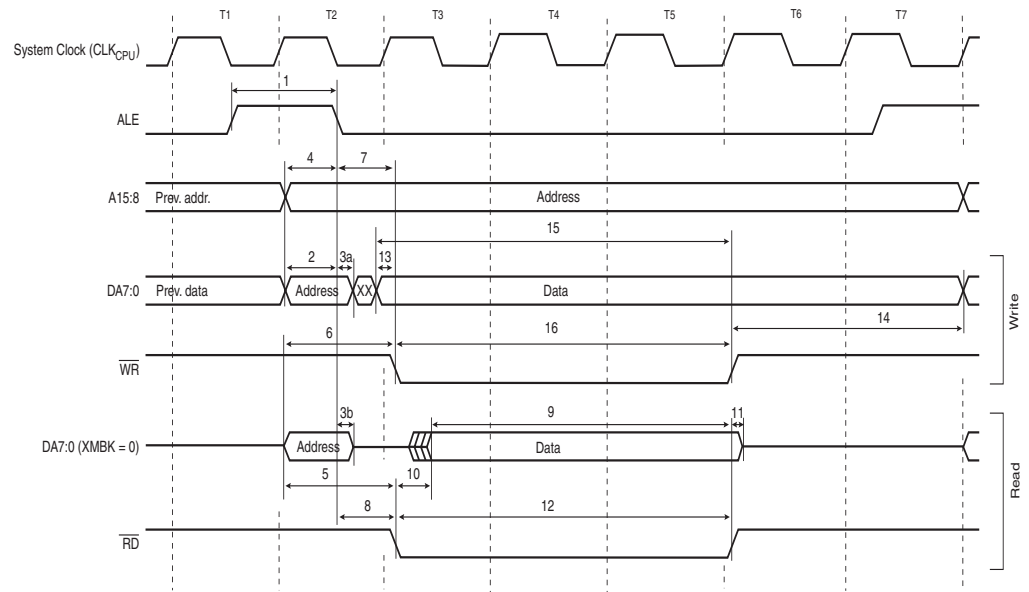 T1 T2 T3 T4 T5 T6 T7
System Clock (CLKCPU)
1
ALE
4 7
A15:8 Prev. addr. Address
15
2 3a 13
DA7:0 Prev. data Address XX Data
14
6 16
WR
Write
3b 9 11
DA7:0 (XMBK = 0) Address Data
5 10
8 12
RD
Read